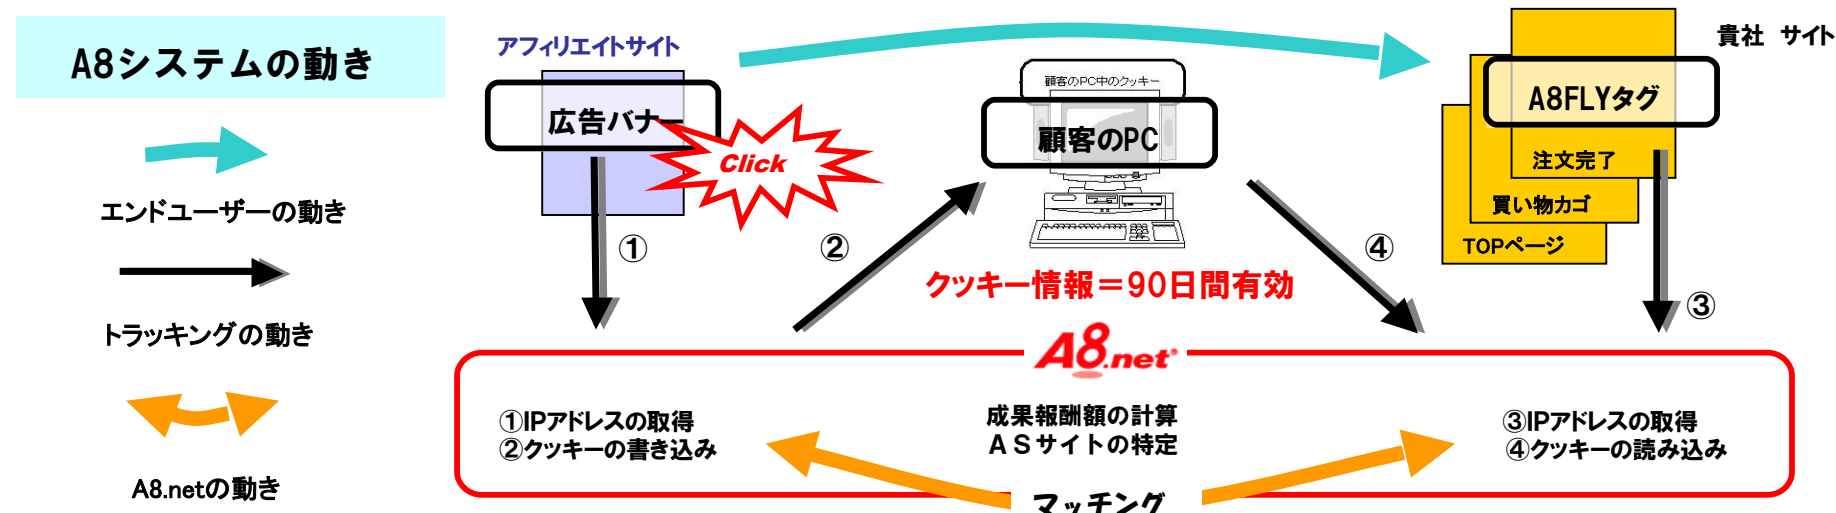 A8システムの動き
エンドユーザーの動き
トラッキングの動き
A8.netの動き
アフィリエイトサイト
広告バナー
Click
①
②
顧客のPC中のクッキー
顧客のPC
クッキー情報＝90日間有効
④
貴社 サイト
A8FLYタグ
注文完了
買い物カゴ
TOPページ
③
A8.net
①IPアドレスの取得
②クッキーの書き込み
成果報酬額の計算
ＡＳサイトの特定
マッチング
③IPアドレスの取得
④クッキーの読み込み